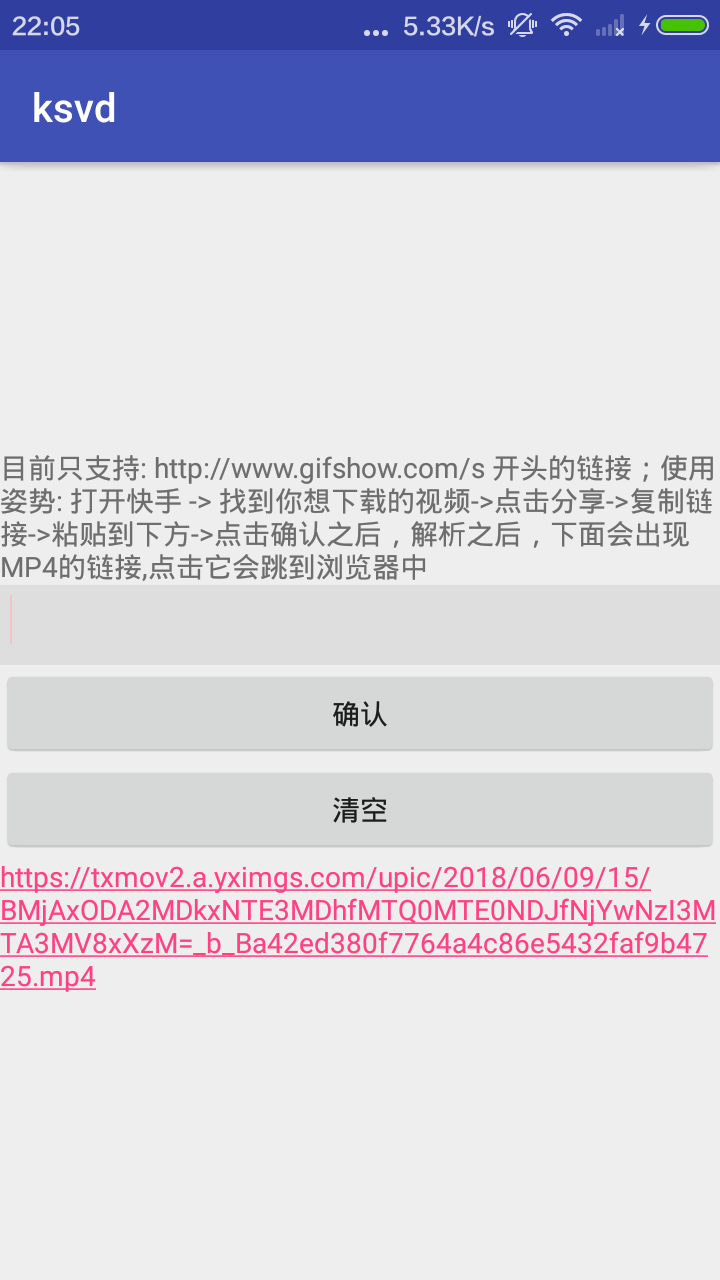 22:05
... 5.33K/s
ksvd
目前只支持: http://www.gifshow.com/s 开头的链接；使用
姿势: 打开快手 -> 找到你想下载的视频->点击分享->复制链
接->粘贴到下方->点击确认之后，解析之后，下面会出现
MP4的链接,点击它会跳到浏览器中
确认
清空
https://txmov2.a.yximgs.com/upic/2018/06/09/15/
BMjAxODA2MDkxNTE3MDhfMTQ0MTE0NDJfNjYwNzI3M
TA3MV8xXzM=_b_Ba42ed380f7764a4c86e5432faf9b47
25.mp4